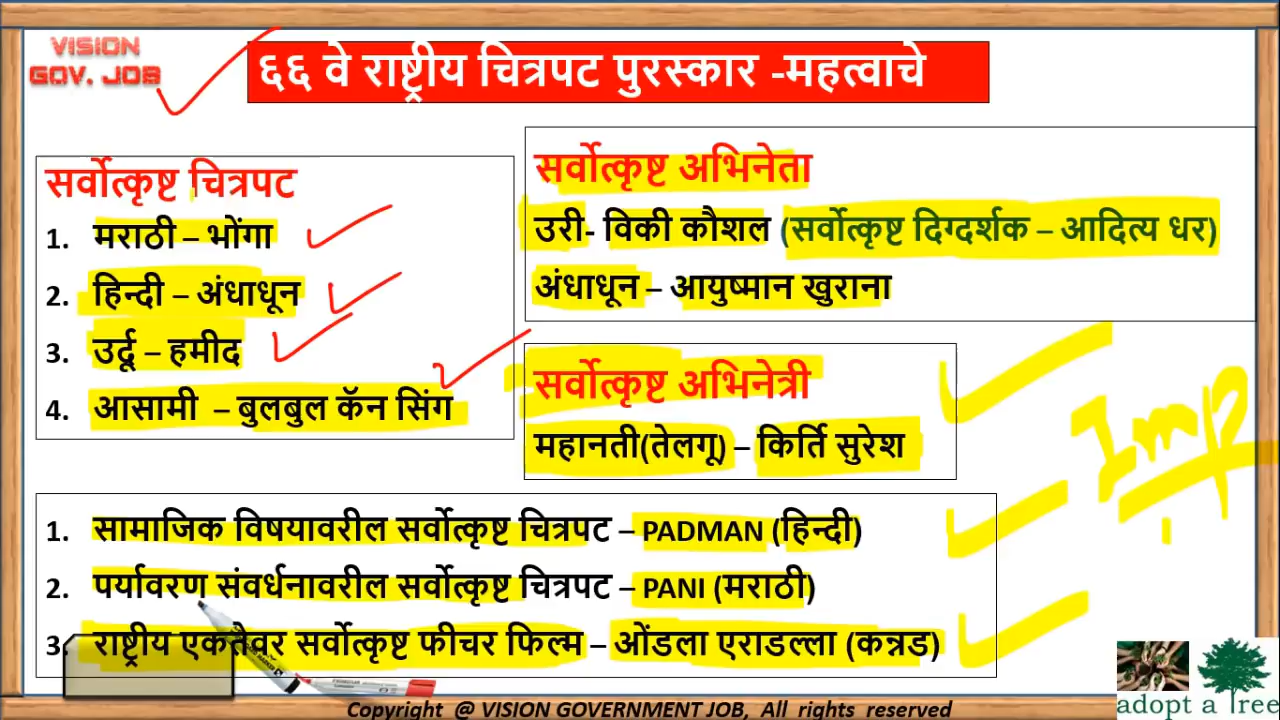 VISION
GOV. JOB
६६ वे राष्ट्रीय चित्रपट पुरस्कार -महत्वाचे
सर्वोत्कृष्ट चित्रपट
1. मराठी – भोंगा
2. हिन्दी – अंधाधून
3. उर्दू – हमीद
4. आसामी – बुलबुल कॅन सिंग
सर्वोत्कृष्ट अभिनेता
उरी- विकी कौशल (सर्वोत्कृष्ट दिग्दर्शक – आदित्य धर)
अंधाधून – आयुष्मान खुराना
सर्वोत्कृष्ट अभिनेत्री
महानती(तेलगू) – किर्ति सुरेश
Imp
1. सामाजिक विषयावरील सर्वोत्कृष्ट चित्रपट – PADMAN (हिन्दी)
2. पर्यावरण संवर्धनावरील सर्वोत्कृष्ट चित्रपट – PANI (मराठी)
3. राष्ट्रीय एकतेवर सर्वोत्कृष्ट फीचर फिल्म – ओंडला एराडल्ला (कन्नड)
adopt a Tree
Copyright @ VISION GOVERNMENT JOB, All rights reserved